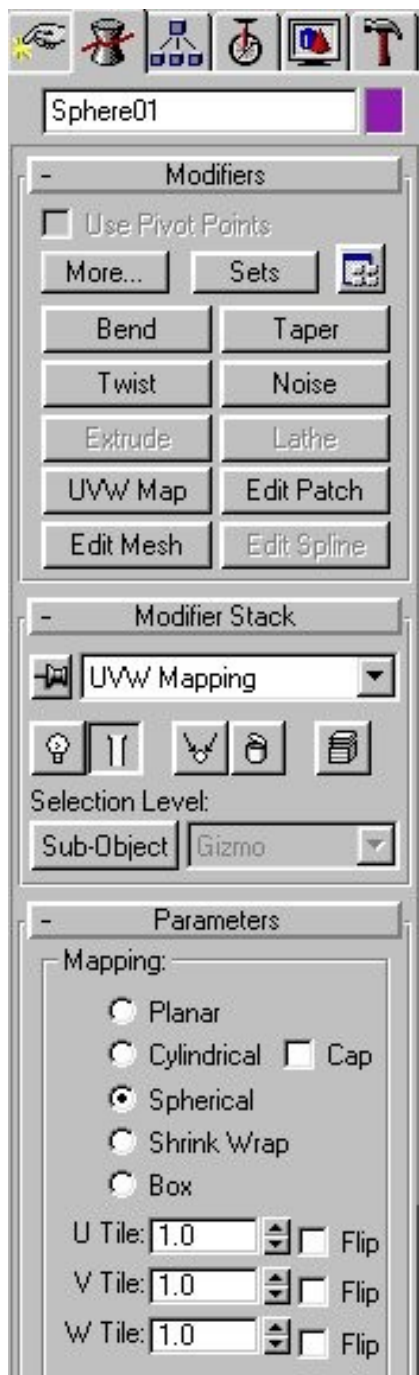 Sphere01
- Modifiers
Use Pivot Points
More... Sets
Bend Taper
Twist Noise
Extrude Lathe
UVW Map Edit Patch
Edit Mesh Edit Spline
- Modifier Stack
UVW Mapping
Selection Level:
Sub-Object Gizmo
- Parameters
Mapping:
Planar
Cylindrical Cap
Spherical
Shrink Wrap
Box
U Tile: 1.0 Flip
V Tile: 1.0 Flip
W Tile: 1.0 Flip